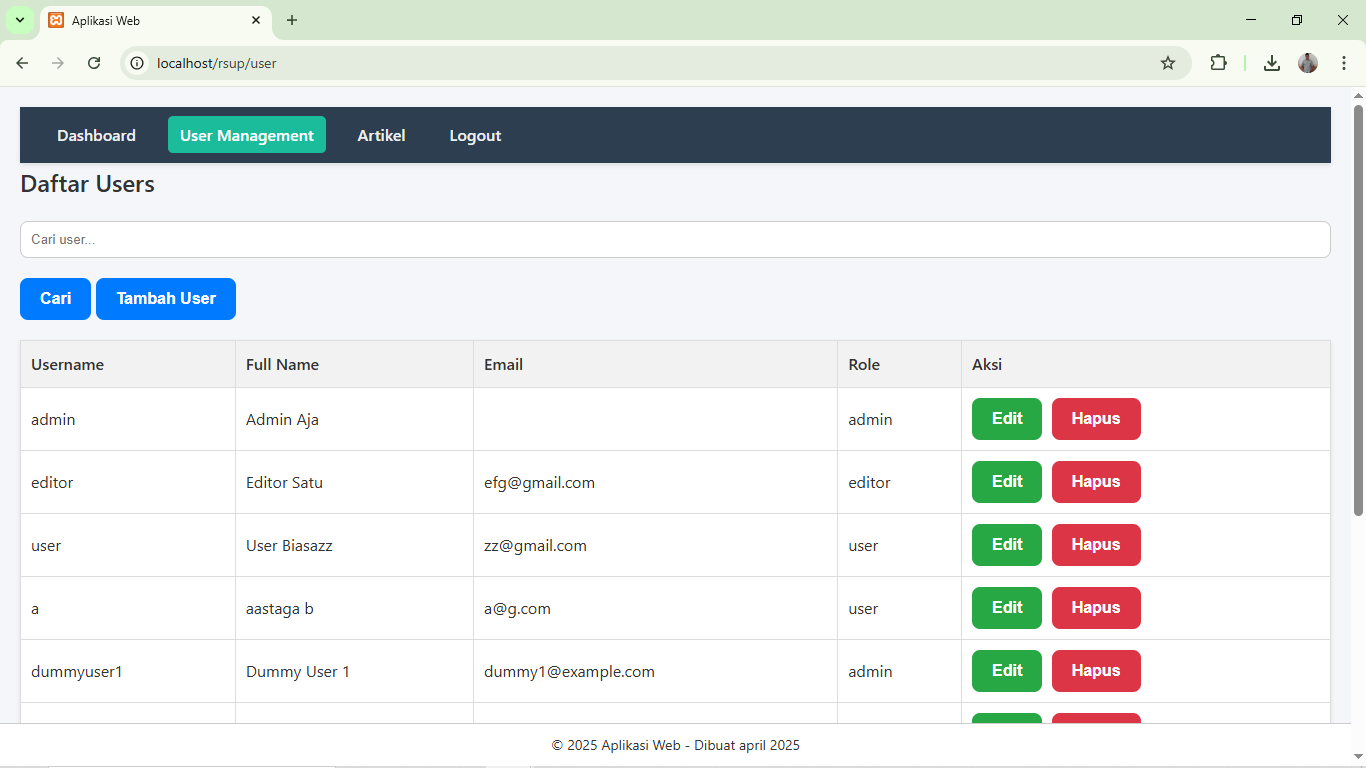 Aplikasi Web
localhost/rsup/user
Dashboard User Management Artikel Logout
Daftar Users
Cari user...
Cari Tambah User
Username Full Name Email Role Aksi
admin Admin Aja admin Edit Hapus
editor Editor Satu efg@gmail.com editor Edit Hapus
user User Biasazz zz@gmail.com user Edit Hapus
a aastaga b a@g.com user Edit Hapus
dummyuser1 Dummy User 1 dummy1@example.com admin Edit Hapus
© 2025 Aplikasi Web - Dibuat april 2025